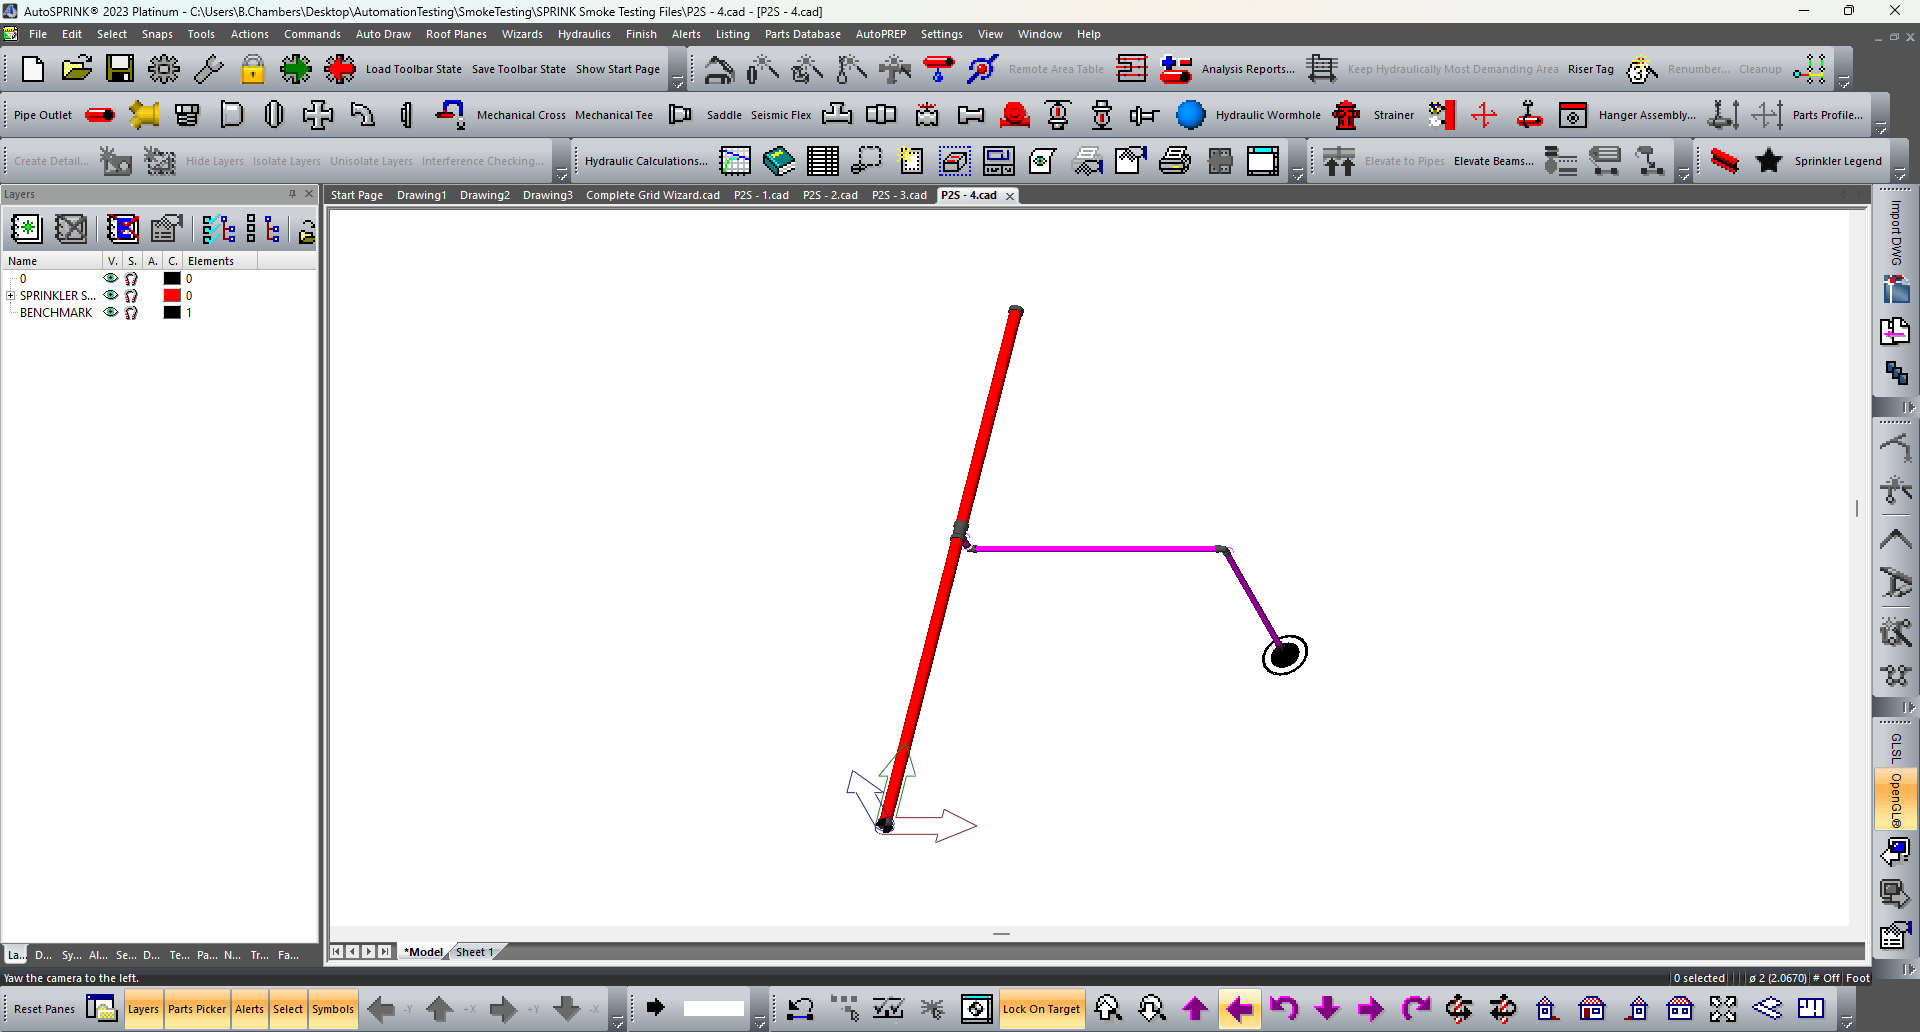 AutoSPRINK® 2023 Platinum - C:\Users\B.Chambers\Desktop\AutomationTesting\SmokeTesting\SPRINK Smoke Testing Files\P2S - 4.cad - [P2S - 4.cad]
File Edit Select Snaps Tools Actions Commands Auto Draw Roof Planes Wizards Hydraulics Finish Alerts Listing Parts Database AutoPREP Settings View Window Help
Load Toolbar State Save Toolbar State Show Start Page Remote Area Table Analysis Reports... Keep Hydraulically Most Demanding Area Riser Tag Renumber... Cleanup
Pipe Outlet Mechanical Cross Mechanical Tee Saddle Seismic Flex Hydraulic Wormhole Strainer Hanger Assembly... Parts Profile...
Create Detail... Hide Layers Isolate Layers Unisolate Layers Interference Checking... Hydraulic Calculations... Elevate to Pipes Elevate Beams... Sprinkler Legend
Layers
Start Page Drawing1 Drawing2 Drawing3 Complete Grid Wizard.cad P2S - 1.cad P2S - 2.cad P2S - 3.cad P2S - 4.cad
Name V. S. A. C. Elements
0 0
SPRINKLER S... 0
BENCHMARK 1
Import DWG
GLSL
OpenGL®
La... D... Sy... Al... Se... D... Te... Pa... N... Tr... Fa...
*Model Sheet 1
Yaw the camera to the left.
0 selected ø 2 (2.0670) # Off Foot
Reset Panes Layers Parts Picker Alerts Select Symbols -Y +X +Y -X Lock On Target